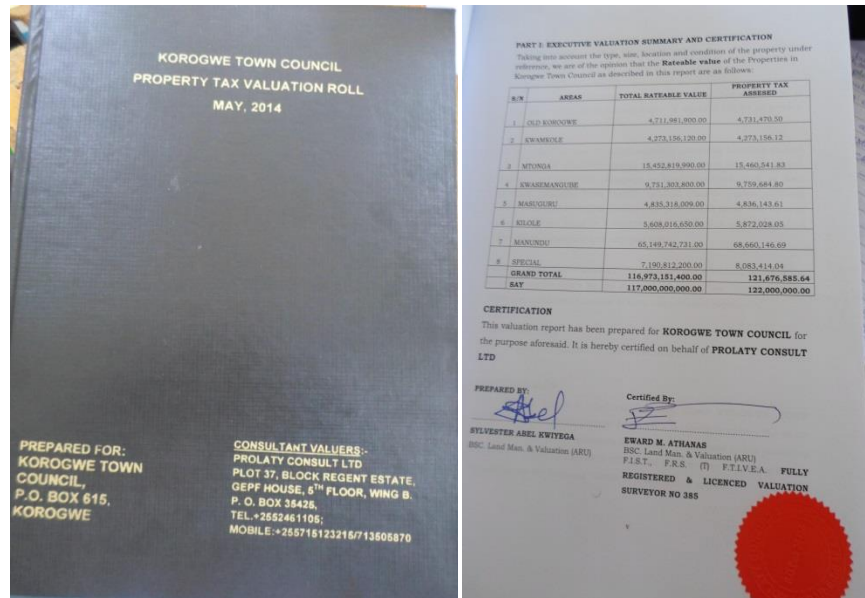 KOROGWE TOWN COUNCIL
PROPERTY TAX VALUATION ROLL
MAY, 2014
PREPARED FOR:
KOROGWE TOWN
COUNCIL,
P.O. BOX 615,
KOROGWE
CONSULTANT VALUERS:-
PROLATY CONSULT LTD
PLOT 37, BLOCK REGENT ESTATE,
GEPF HOUSE, 5TH FLOOR, WING B.
P. O. BOX 35425,
TEL.+2552461105;
MOBILE:+255715123215/713505870
PART I: EXECUTIVE VALUATION SUMMARY AND CERTIFICATION
Taking into account the type, size, location and condition of the property under
reference, we are of the opinion that the Rateable value of the Properties in
Korogwe Town Council as described in this report are as follows:
S/N AREAS TOTAL RATEABLE VALUE PROPERTY TAX
ASSESED
1 OLD KOROGWE 4,711,981,900.00 4,731,470.50
2 KWAMKOLE 4,273,156,120.00 4,273,156.12
3 MTONGA 15,452,819,990.00 15,460,541.83
4 KWASEMANGUBE 9,751,303,800.00 9,759,684.80
5 MASUGURU 4,835,318,009.00 4,836,143.61
6 KILOLE 5,608,016,650.00 5,872,028.05
7 MANUNDU 65,149,742,731.00 68,660,146.69
8 SPECIAL 7,190,812,200.00 8,083,414.04
GRAND TOTAL 116,973,151,400.00 121,676,585.64
SAY 117,000,000,000.00 122,000,000.00
CERTIFICATION
This valuation report has been prepared for KOROGWE TOWN COUNCIL for
the purpose aforesaid. It is hereby certified on behalf of PROLATY CONSULT
LTD
PREPARED BY:
SYLVESTER ABEL KWIYEGA
BSC. Land Man. & Valuation (ARU)
Certified By:
EWARD M. ATHANAS
BSC. Land Man. & Valuation (ARU)
F.I.S.T., F.R.S. (T) F.T.I.V.E.A. FULLY
REGISTERED & LICENCED VALUATION
SURVEYOR NO 385